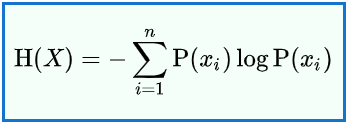 H(X) = − ∑_{i=1}^{n} P(x_i) log P(x_i)